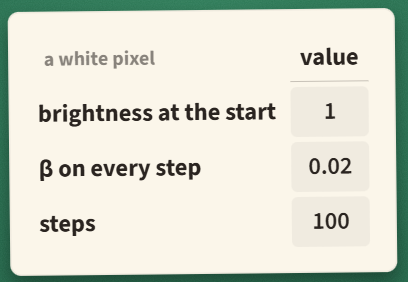 a white pixel value
brightness at the start 1
β on every step 0.02
steps 100